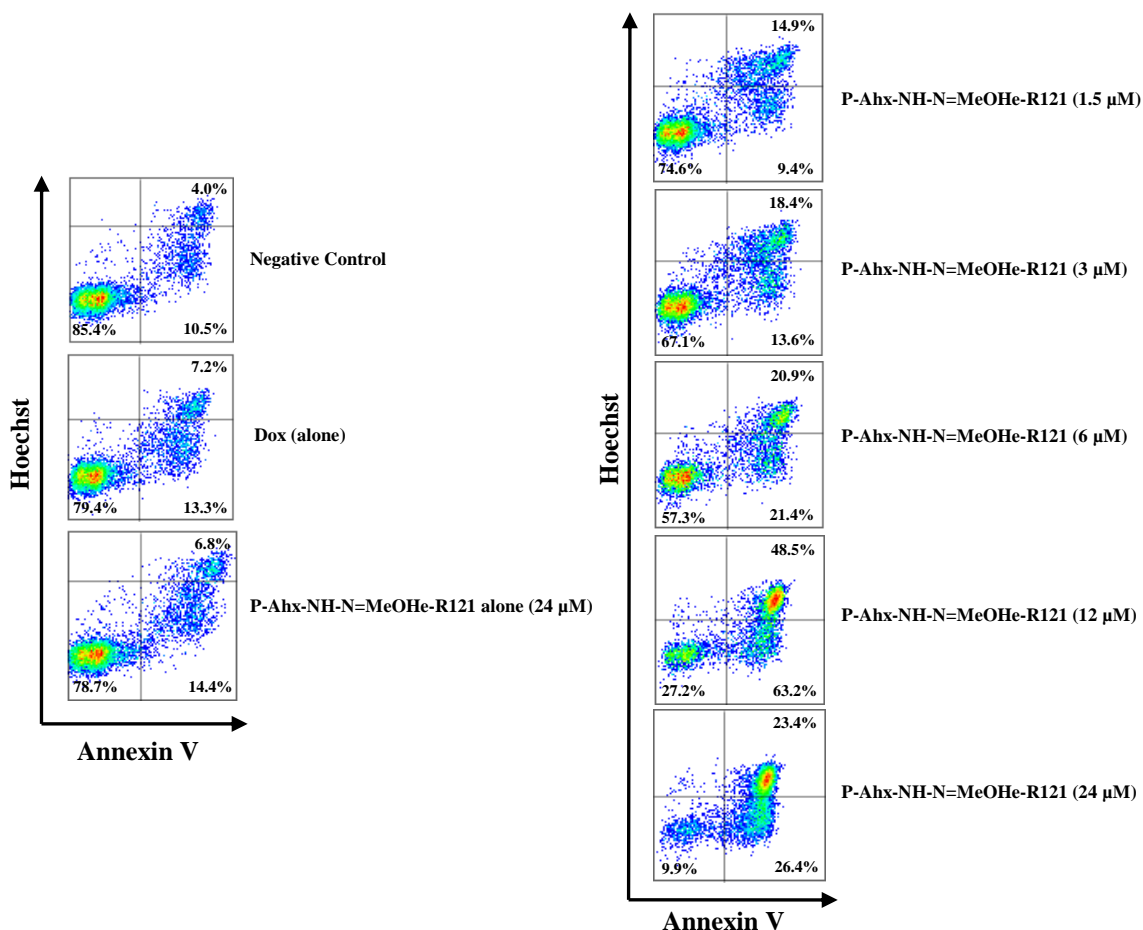 4.0%
Negative Control
85.4%
10.5%
7.2%
Dox (alone)
79.4%
13.3%
6.8%
P-Ahx-NH-N=MeOHe-R121 alone (24 µM)
78.7%
14.4%
Hoechst
Annexin V
14.9%
P-Ahx-NH-N=MeOHe-R121 (1.5 µM)
74.6%
9.4%
18.4%
P-Ahx-NH-N=MeOHe-R121 (3 µM)
67.1%
13.6%
20.9%
P-Ahx-NH-N=MeOHe-R121 (6 µM)
57.3%
21.4%
48.5%
P-Ahx-NH-N=MeOHe-R121 (12 µM)
27.2%
63.2%
23.4%
P-Ahx-NH-N=MeOHe-R121 (24 µM)
9.9%
26.4%
Hoechst
Annexin V